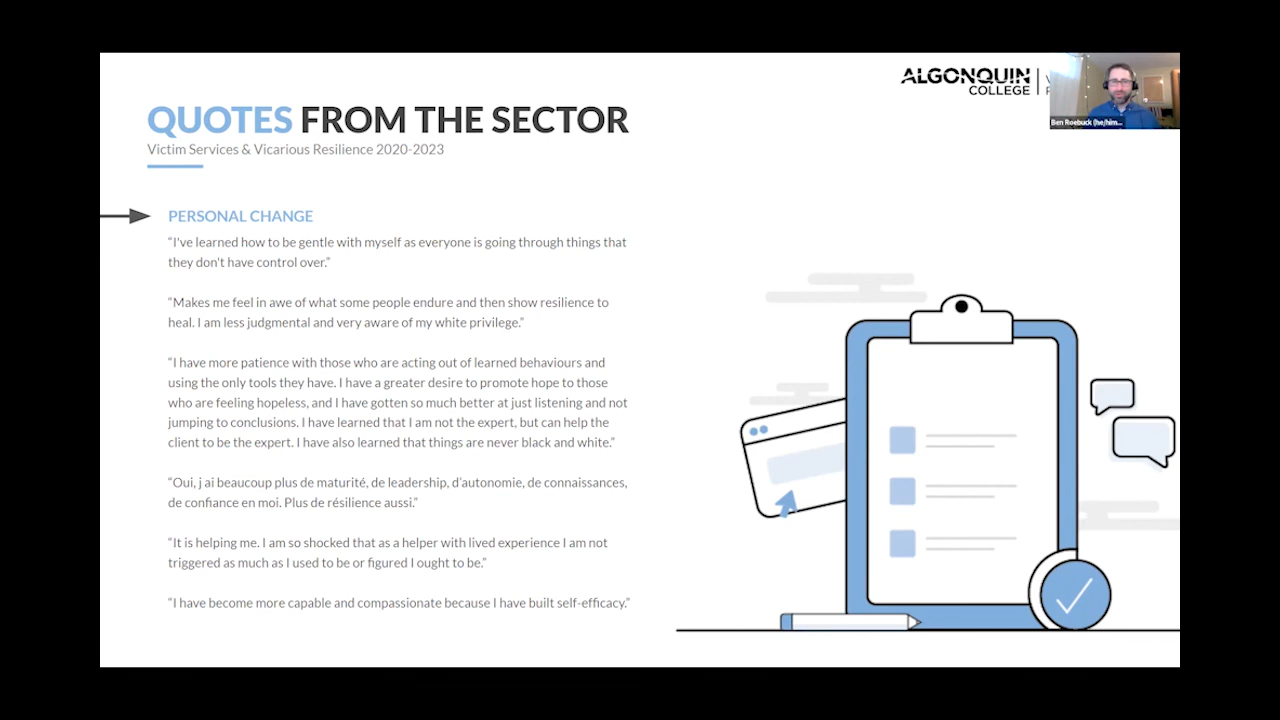 ALGONQUIN
COLLEGE
Ben Roebuck (he/him...
QUOTES FROM THE SECTOR
Victim Services & Vicarious Resilience 2020-2023
PERSONAL CHANGE
“I've learned how to be gentle with myself as everyone is going through things that
they don't have control over.”
“Makes me feel in awe of what some people endure and then show resilience to
heal. I am less judgmental and very aware of my white privilege.”
“I have more patience with those who are acting out of learned behaviours and
using the only tools they have. I have a greater desire to promote hope to those
who are feeling hopeless, and I have gotten so much better at just listening and not
jumping to conclusions. I have learned that I am not the expert, but can help the
client to be the expert. I have also learned that things are never black and white.”
“Oui, j ai beaucoup plus de maturité, de leadership, d’autonomie, de connaissances,
de confiance en moi. Plus de résilience aussi.”
“It is helping me. I am so shocked that as a helper with lived experience I am not
triggered as much as I used to be or figured I ought to be.”
“I have become more capable and compassionate because I have built self-efficacy.”